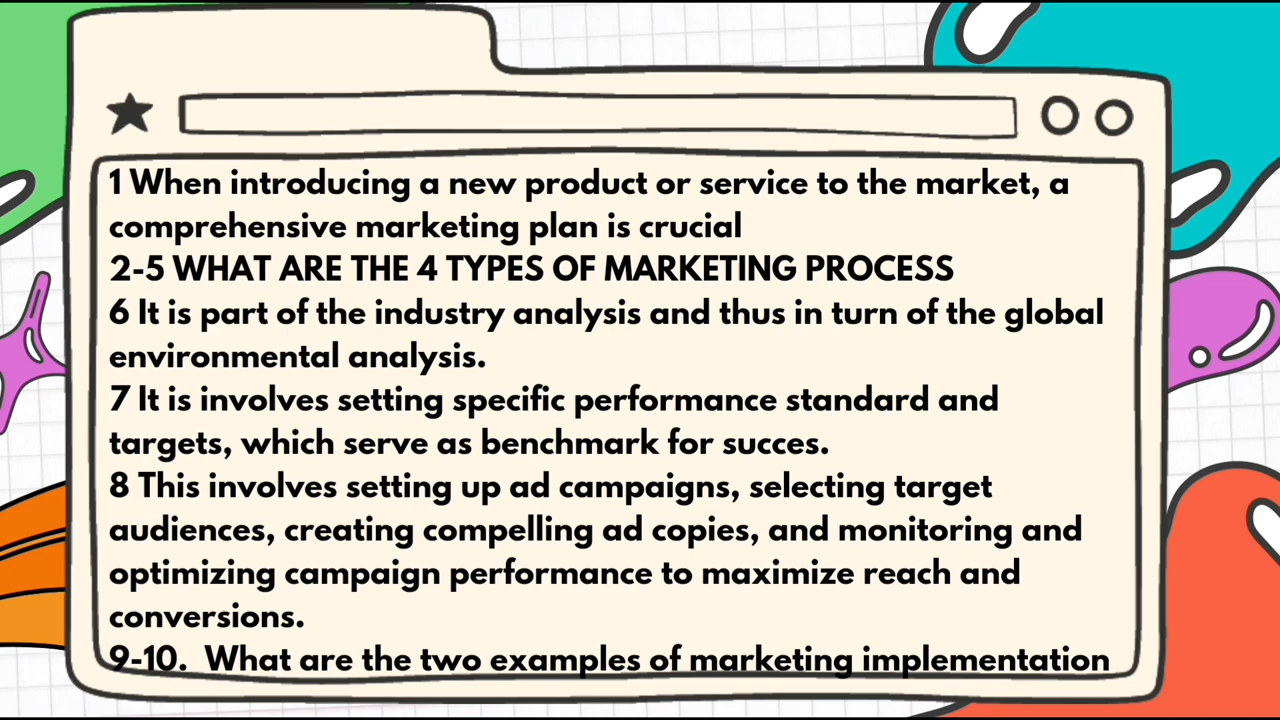 1 When introducing a new product or service to the market, a
comprehensive marketing plan is crucial
2-5 WHAT ARE THE 4 TYPES OF MARKETING PROCESS
6 It is part of the industry analysis and thus in turn of the global
environmental analysis.
7 It is involves setting specific performance standard and
targets, which serve as benchmark for succes.
8 This involves setting up ad campaigns, selecting target
audiences, creating compelling ad copies, and monitoring and
optimizing campaign performance to maximize reach and
conversions.
9-10. What are the two examples of marketing implementation